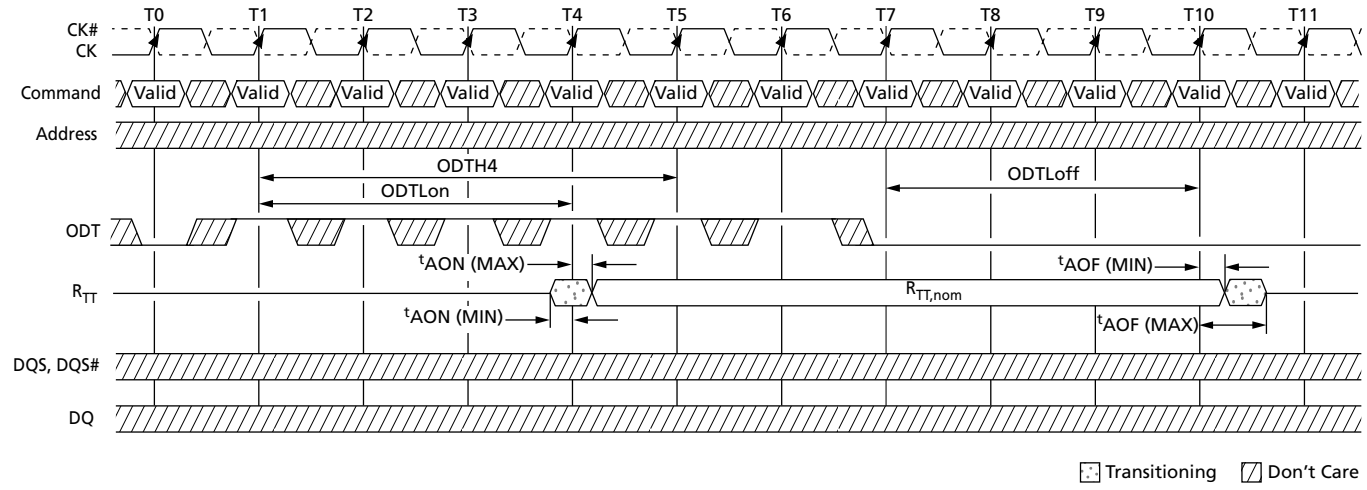 T0 T1 T2 T3 T4 T5 T6 T7 T8 T9 T10 T11
CK#
CK
Command Valid Valid Valid Valid Valid Valid Valid Valid Valid Valid Valid Valid
Address
ODTH4
ODTLon ODTLoff
ODT
tAON (MAX) tAOF (MIN)
RTT RTT,nom
tAON (MIN) tAOF (MAX)
DQS, DQS#
DQ
Transitioning Don't Care